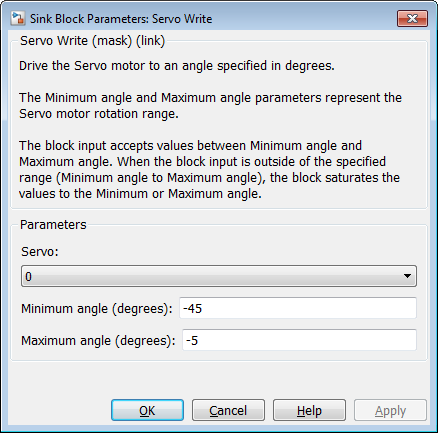 Sink Block Parameters: Servo Write
Servo Write (mask) (link)
Drive the Servo motor to an angle specified in degrees.
The Minimum angle and Maximum angle parameters represent the
Servo motor rotation range.
The block input accepts values between Minimum angle and
Maximum angle. When the block input is outside of the specified
range (Minimum angle to Maximum angle), the block saturates the
values to the Minimum or Maximum angle.
Parameters
Servo:
0
Minimum angle (degrees): -45
Maximum angle (degrees): -5
OK Cancel Help Apply